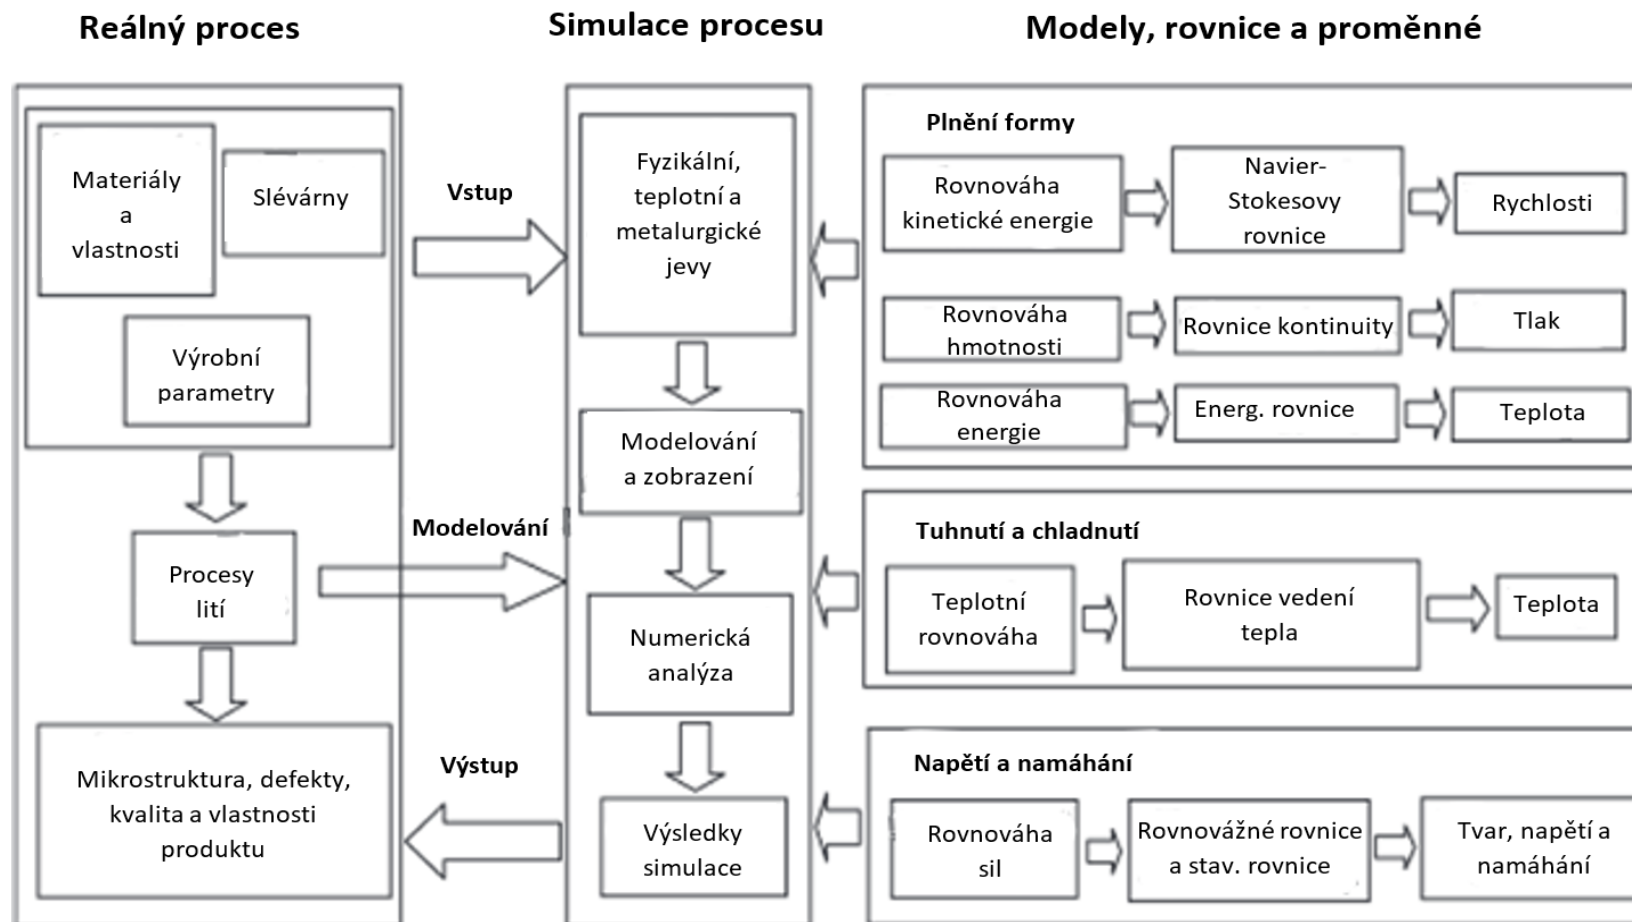 Reálný proces
Simulace procesu
Modely, rovnice a proměnné
Materiály
a
vlastnosti
Slévárny
Výrobní
parametry
Procesy
lití
Mikrostruktura, defekty,
kvalita a vlastnosti
produktu
Vstup
Modelování
Výstup
Fyzikální,
teplotní a
metalurgické
jevy
Modelování
a zobrazení
Numerická
analýza
Výsledky
simulace
Plnění formy
Rovnováha
kinetické energie
Navier-
Stokesovy
rovnice
Rychlosti
Rovnováha
hmotnosti
Rovnice kontinuity
Tlak
Rovnováha
energie
Energ. rovnice
Teplota
Tuhnutí a chladnutí
Teplotní
rovnováha
Rovnice vedení
tepla
Teplota
Napětí a namáhání
Rovnováha
sil
Rovnovážné rovnice
a stav. rovnice
Tvar, napětí a
namáhání